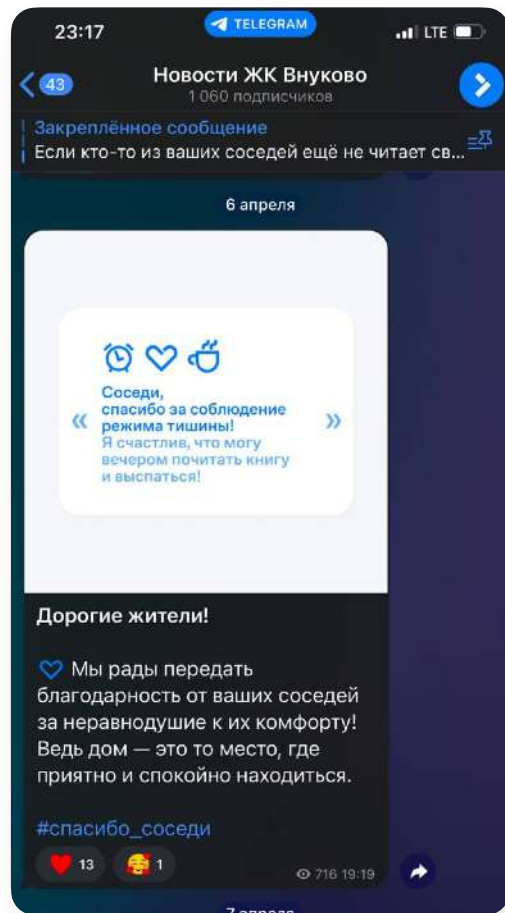 23:17
TELEGRAM
LTE
43
Новости ЖК Внуково
1 060 подписчиков
Закреплённое сообщение
Если кто-то из ваших соседей ещё не читает св...
6 апреля
Соседи,
спасибо за соблюдение
« режима тишины! »
Я счастлив, что могу
вечером почитать книгу
и выспаться!
Дорогие жители!
Мы рады передать
благодарность от ваших соседей
за неравнодушие к их комфорту!
Ведь дом — это то место, где
приятно и спокойно находиться.
#спасибо_соседи
13 1 716 19:19
7 апреля